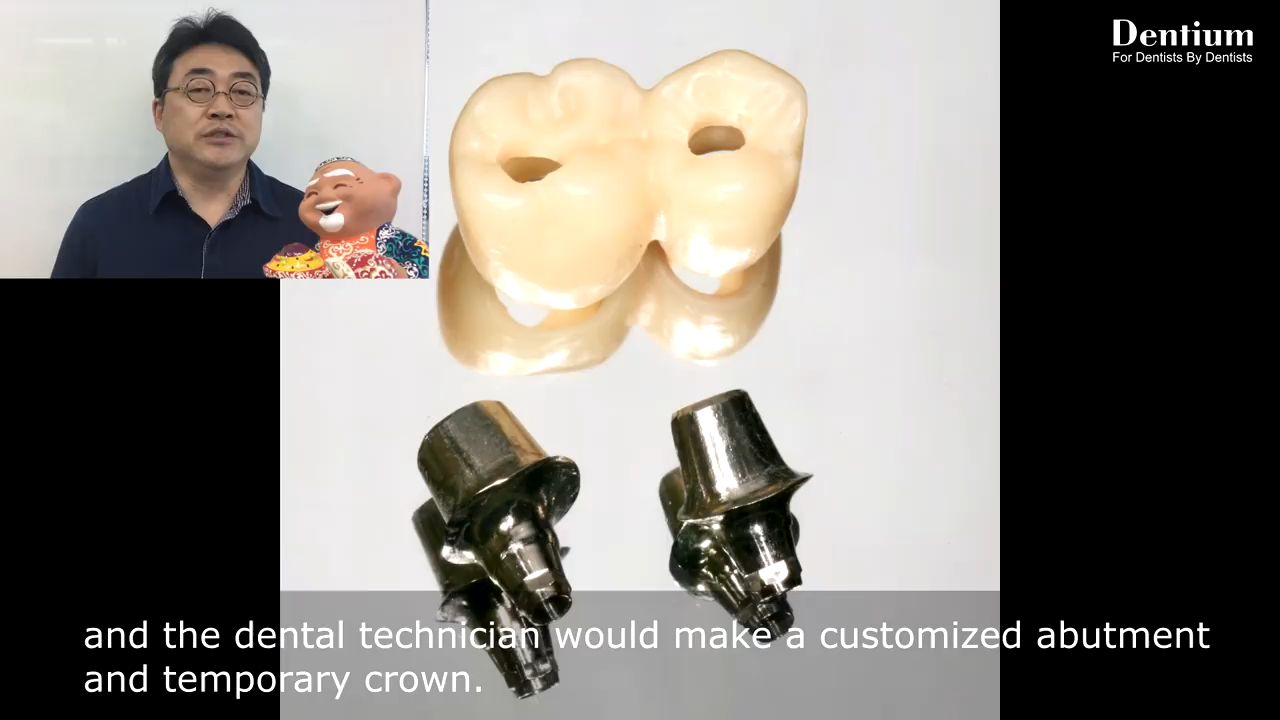 Dentium
For Dentists By Dentists
and the dental technician would make a customized abutment
and temporary crown.